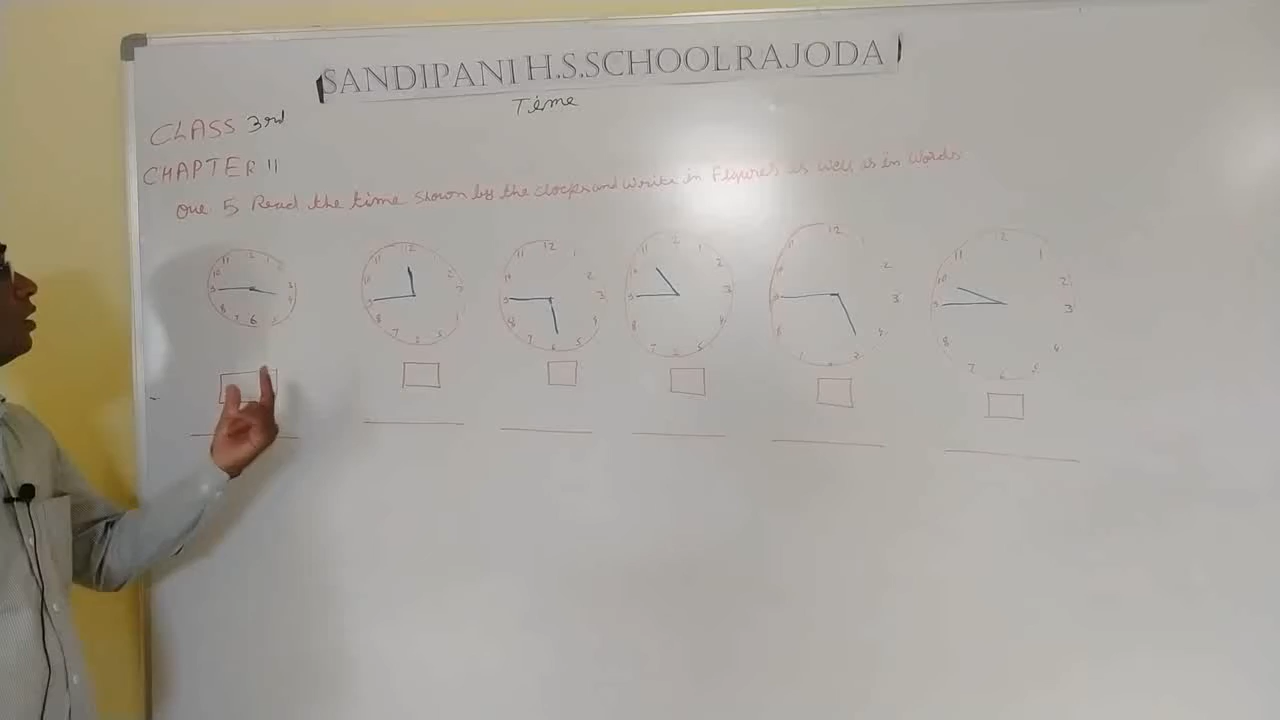 SANDIPANI H.S.SCHOOL RAJODA
Time
CLASS 3rd
CHAPTER 11
Que 5 Read the time shown by the clocks and write in Figures as well as in words